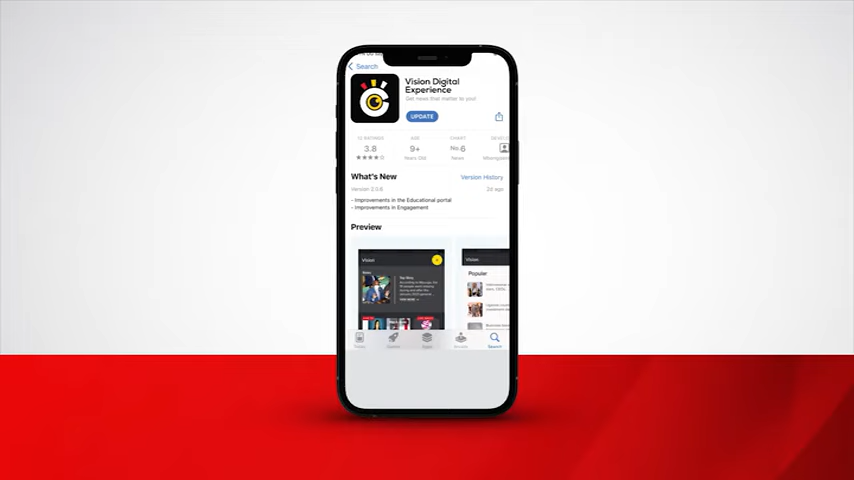 Search
Vision Digital
Experience
Get news that matter to you!
UPDATE
12 RATINGS
AGE
CHART
3.8
9+
No.6
Years Old
News
What's New
Version History
Version 2.0.6
2d ago
- Improvements in the Educational portal
- Improvements in Engagement
Preview
Vision
Vision
Popular
Top Story
Search